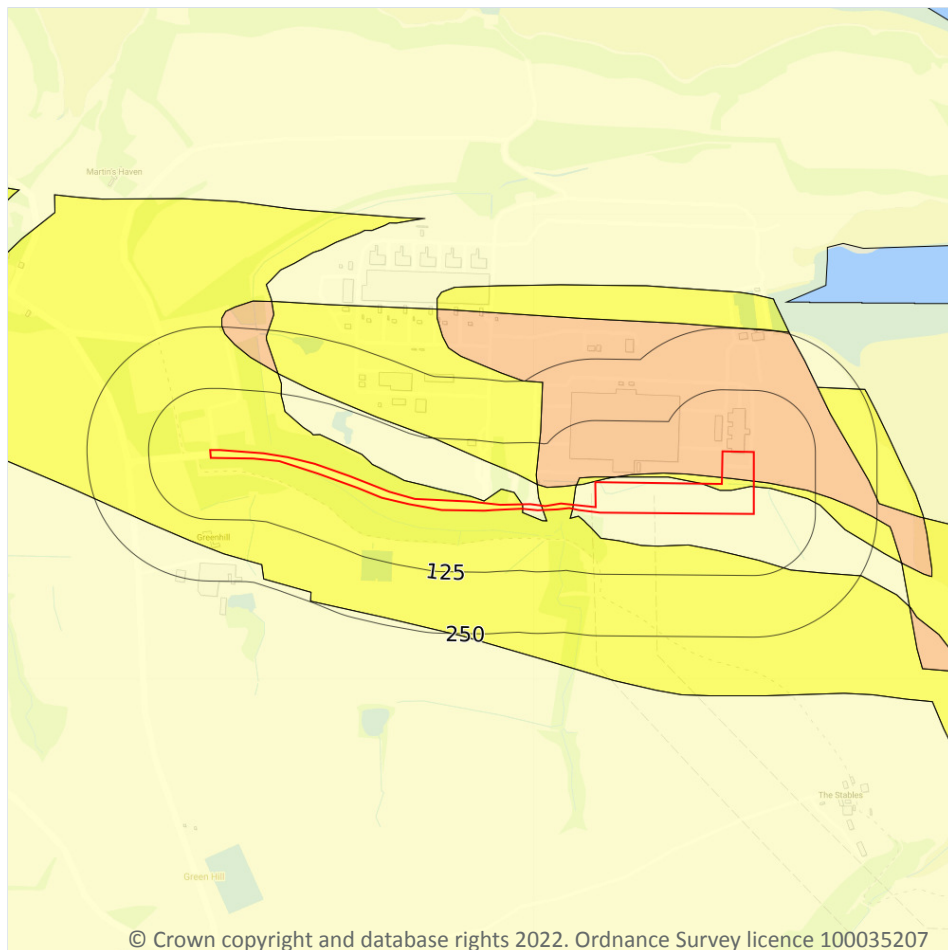 Martin's Haven
Greenhill
125
250
The Stables
Green Hill
© Crown copyright and database rights 2022. Ordnance Survey licence 100035207